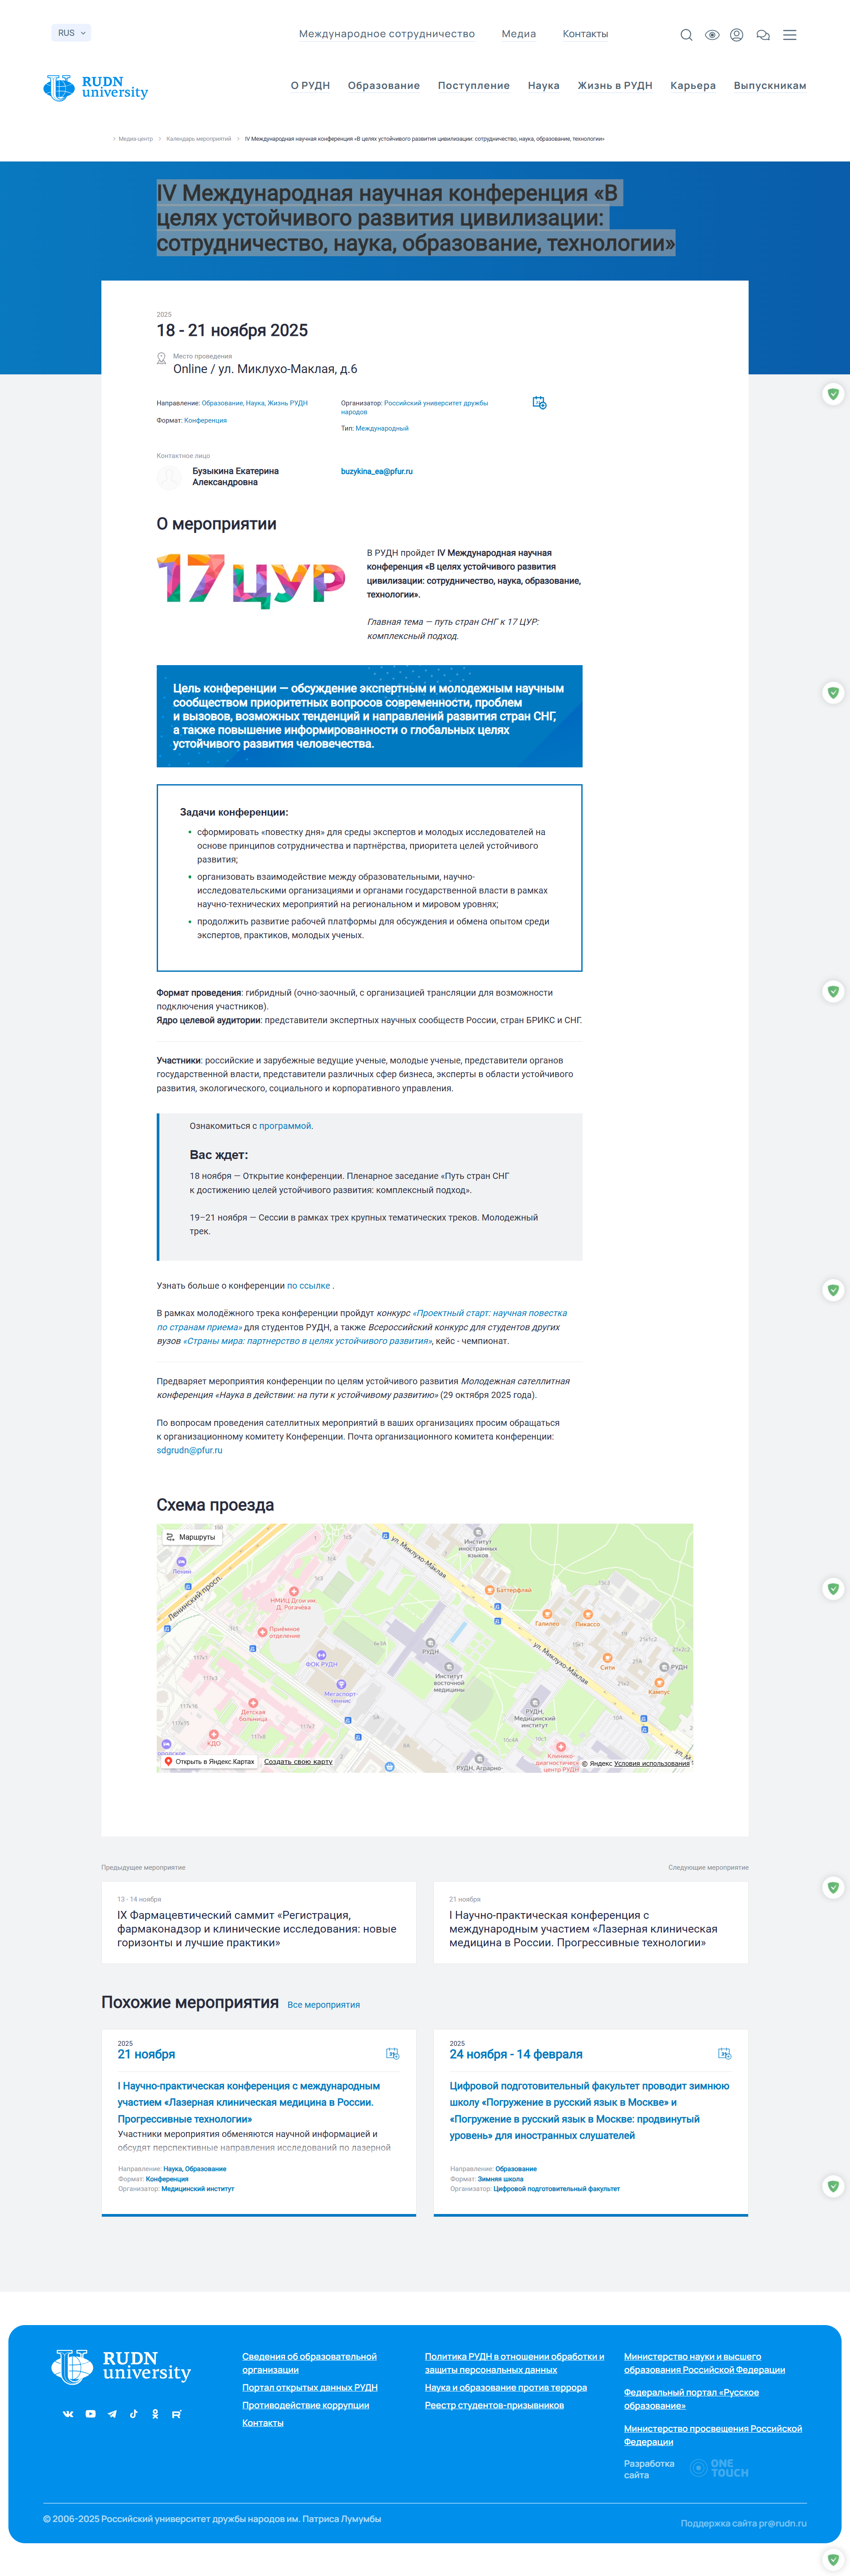 RUS
Международное сотрудничество
Медиа
Контакты
RUDN
university
О РУДН
Образование
Поступление
Наука
Жизнь в РУДН
Карьера
Выпускникам
Медиа-центр
Календарь мероприятий
IV Международная научная конференция «В целях устойчивого развития цивилизации: сотрудничество, наука, образование, технологии»
IV Международная научная конференция «В
целях устойчивого развития цивилизации:
сотрудничество, наука, образование, технологии»
2025
18 - 21 ноября 2025
Место проведения
Online / ул. Миклухо-Маклая, д.6
Направление: Образование, Наука, Жизнь РУДН
Формат: Конференция
Организатор: Российский университет дружбы
народов
Тип: Международный
Контактное лицо
Бузыкина Екатерина
Александровна
buzykina_ea@pfur.ru
О мероприятии
17 ЦУР
В РУДН пройдет IV Международная научная
конференция «В целях устойчивого развития
цивилизации: сотрудничество, наука, образование,
технологии».
Главная тема — путь стран СНГ к 17 ЦУР:
комплексный подход.
Цель конференции — обсуждение экспертным и молодежным научным
сообществом приоритетных вопросов современности, проблем
и вызовов, возможных тенденций и направлений развития стран СНГ,
а также повышение информированности о глобальных целях
устойчивого развития человечества.
Задачи конференции:
сформировать «повестку дня» для среды экспертов и молодых исследователей на
основе принципов сотрудничества и партнёрства, приоритета целей устойчивого
развития;
организовать взаимодействие между образовательными, научно-
исследовательскими организациями и органами государственной власти в рамках
научно-технических мероприятий на региональном и мировом уровнях;
продолжить развитие рабочей платформы для обсуждения и обмена опытом среди
экспертов, практиков, молодых ученых.
Формат проведения: гибридный (очно-заочный, с организацией трансляции для возможности
подключения участников).
Ядро целевой аудитории: представители экспертных научных сообществ России, стран БРИКС и СНГ.
Участники: российские и зарубежные ведущие ученые, молодые ученые, представители органов
государственной власти, представители различных сфер бизнеса, эксперты в области устойчивого
развития, экологического, социального и корпоративного управления.
Ознакомиться с программой.
Вас ждет:
18 ноября — Открытие конференции. Пленарное заседание «Путь стран СНГ
к достижению целей устойчивого развития: комплексный подход».
19–21 ноября — Сессии в рамках трех крупных тематических треков. Молодежный
трек.
Узнать больше о конференции по ссылке .
В рамках молодёжного трека конференции пройдут конкурс «Проектный старт: научная повестка
по странам приема» для студентов РУДН, а также Всероссийский конкурс для студентов других
вузов «Страны мира: партнерство в целях устойчивого развития», кейс - чемпионат.
Предваряет мероприятия конференции по целям устойчивого развития Молодежная сателлитная
конференция «Наука в действии: на пути к устойчивому развитию» (29 октября 2025 года).
По вопросам проведения сателлитных мероприятий в ваших организациях просим обращаться
к организационному комитету Конференции. Почта организационного комитета конференции:
sdgrudn@pfur.ru
Схема проезда
Маршруты
Ленин
Ленинский просп.
ул. Миклухо-Маклая
Институт
иностранных
языков
НМИЦ Дгои им.
Д. Рогачёва
Приёмное
отделение
ФОК РУДН
Мегаспорт-
теннис
Детская
больница
КДО
РУДН
Институт
восточной
медицины
Баттерфляй
Галилео
Пикассо
ул. Миклухо-Маклая
Сити
РУДН
Кампус
РУДН,
Медицинский
институт
Клинико-
диагностическ
центр РУДН
РУДН, Аграрно-
Открыть в Яндекс.Картах
Создать свою карту
© Яндекс Условия использования
Предыдущее мероприятие
Следующие мероприятие
13 - 14 ноября
IX Фармацевтический саммит «Регистрация,
фармаконадзор и клинические исследования: новые
горизонты и лучшие практики»
21 ноября
I Научно-практическая конференция с
международным участием «Лазерная клиническая
медицина в России. Прогрессивные технологии»
Похожие мероприятия
Все мероприятия
2025
21 ноября
I Научно-практическая конференция с международным
участием «Лазерная клиническая медицина в России.
Прогрессивные технологии»
Участники мероприятия обменяются научной информацией и
обсудят перспективные направления исследований по лазерной
Направление: Наука, Образование
Формат: Конференция
Организатор: Медицинский институт
2025
24 ноября - 14 февраля
Цифровой подготовительный факультет проводит зимнюю
школу «Погружение в русский язык в Москве» и
«Погружение в русский язык в Москве: продвинутый
уровень» для иностранных слушателей
Направление: Образование
Формат: Зимняя школа
Организатор: Цифровой подготовительный факультет
RUDN
university
Сведения об образовательной
организации
Портал открытых данных РУДН
Противодействие коррупции
Контакты
Политика РУДН в отношении обработки и
защиты персональных данных
Наука и образование против террора
Реестр студентов-призывников
Министерство науки и высшего
образования Российской Федерации
Федеральный портал «Русское
образование»
Министерство просвещения Российской
Федерации
Разработка
сайта
ONE
TOUCH
© 2006-2025 Российский университет дружбы народов им. Патриса Лумумбы
Поддержка сайта pr@rudn.ru